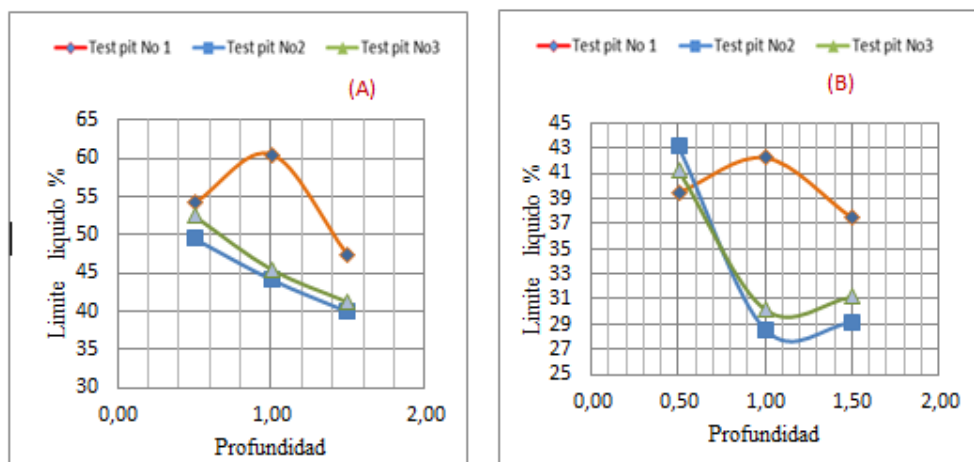 Test pit No 1 Test pit No2 Test pit No3
(A)
65
60
55
50
45
40
35
30
Limite liquido %
0,00 1,00 2,00
Profundidad
Test pit No 1 Test pit No2 Test pit No3
(B)
45
43
41
39
37
35
33
31
29
27
25
Limite liquido %
0,00 0,50 1,00 1,50 2,00
Profundidad